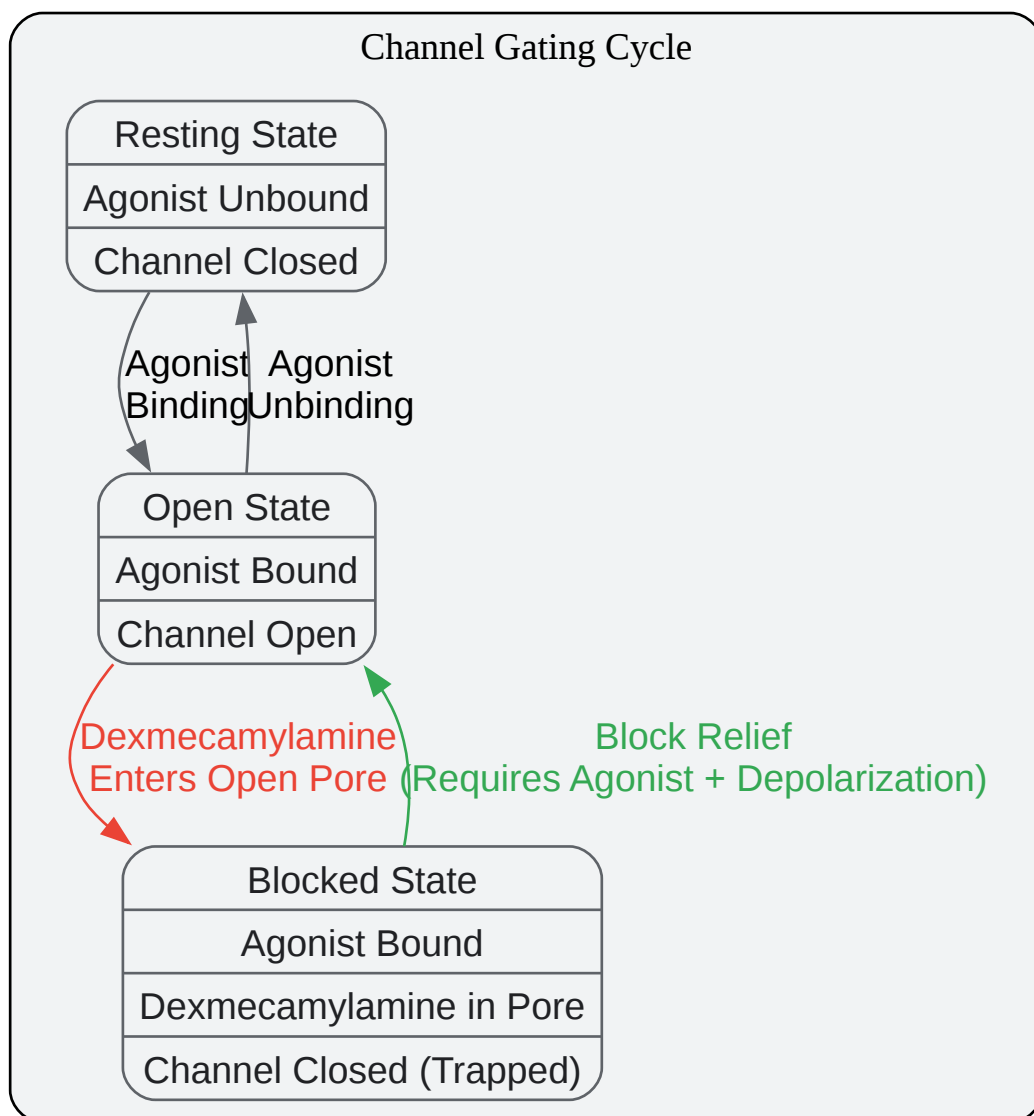 Channel Gating Cycle
Resting State
Agonist Unbound
Channel Closed
Agonist
Binding
Agonist
Unbinding
Open State
Agonist Bound
Channel Open
Dexmecamylamine
Enters Open Pore
Block Relief
(Requires Agonist + Depolarization)
Blocked State
Agonist Bound
Dexmecamylamine in Pore
Channel Closed (Trapped)